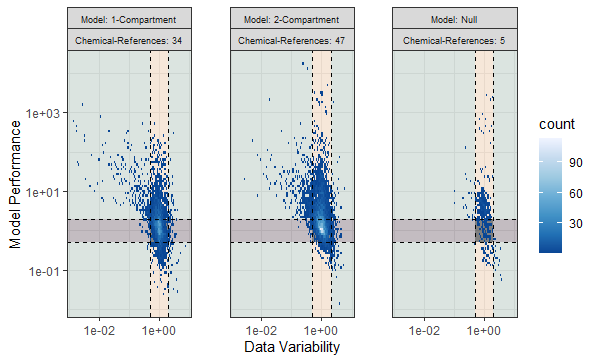 Model: 1-Compartment
Model: 2-Compartment
Model: Null
Chemical-References: 34
Chemical-References: 47
Chemical-References: 5
Model Performance
1e+03
1e+01
1e-01
1e-02
1e+00
1e-02
1e+00
1e-02
1e+00
Data Variability
count
90
60
30